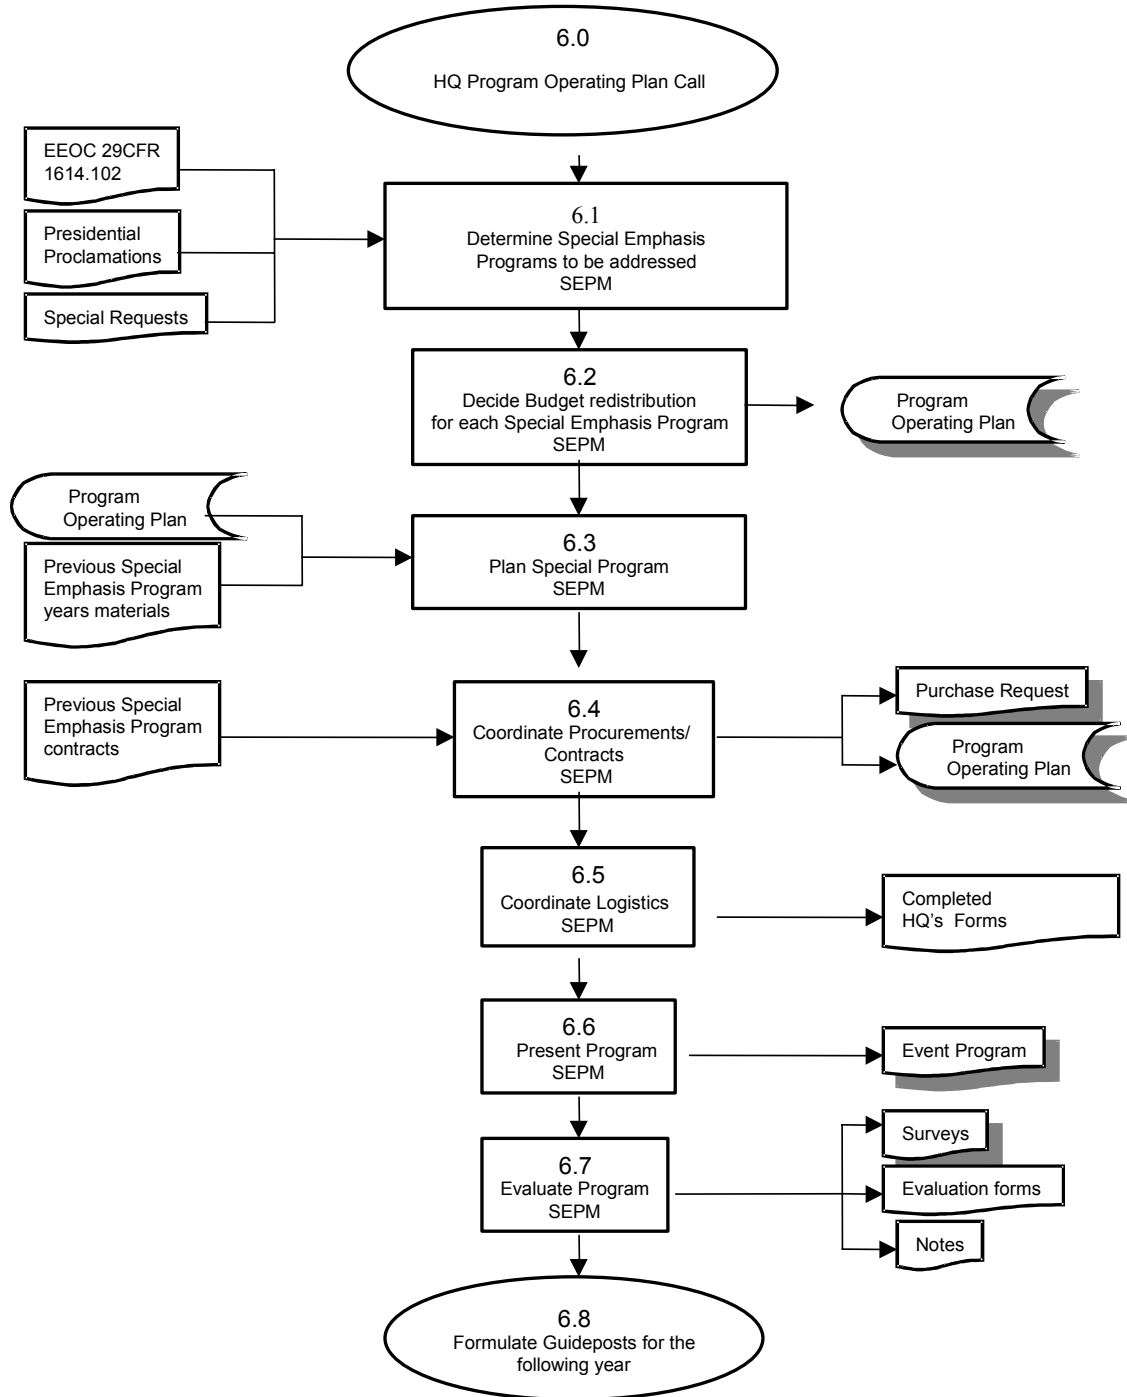 6.0
HQ Program Operating Plan Call
EEOC 29CFR
1614.102
Presidential
Proclamations
Special Requests
6.1
Determine Special Emphasis
Programs to be addressed
SEPM
6.2
Decide Budget redistribution
for each Special Emphasis Program
SEPM
Program
Operating Plan
Program
Operating Plan
Previous Special
Emphasis Program
years materials
6.3
Plan Special Program
SEPM
Previous Special
Emphasis Program
contracts
6.4
Coordinate Procurements/
Contracts
SEPM
Purchase Request
Program
Operating Plan
6.5
Coordinate Logistics
SEPM
Completed
HQ's Forms
6.6
Present Program
SEPM
Event Program
6.7
Evaluate Program
SEPM
Surveys
Evaluation forms
Notes
6.8
Formulate Guideposts for the
following year